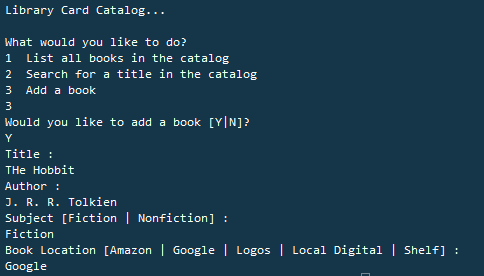 Library Card Catalog...
What would you like to do?
1  List all books in the catalog
2  Search for a title in the catalog
3  Add a book
3
Would you like to add a book [Y|N]?
Y
Title :
THe Hobbit
Author :
J. R. R. Tolkien
Subject [Fiction | Nonfiction] :
Fiction
Book Location [Amazon | Google | Logos | Local Digital | Shelf] :
Google